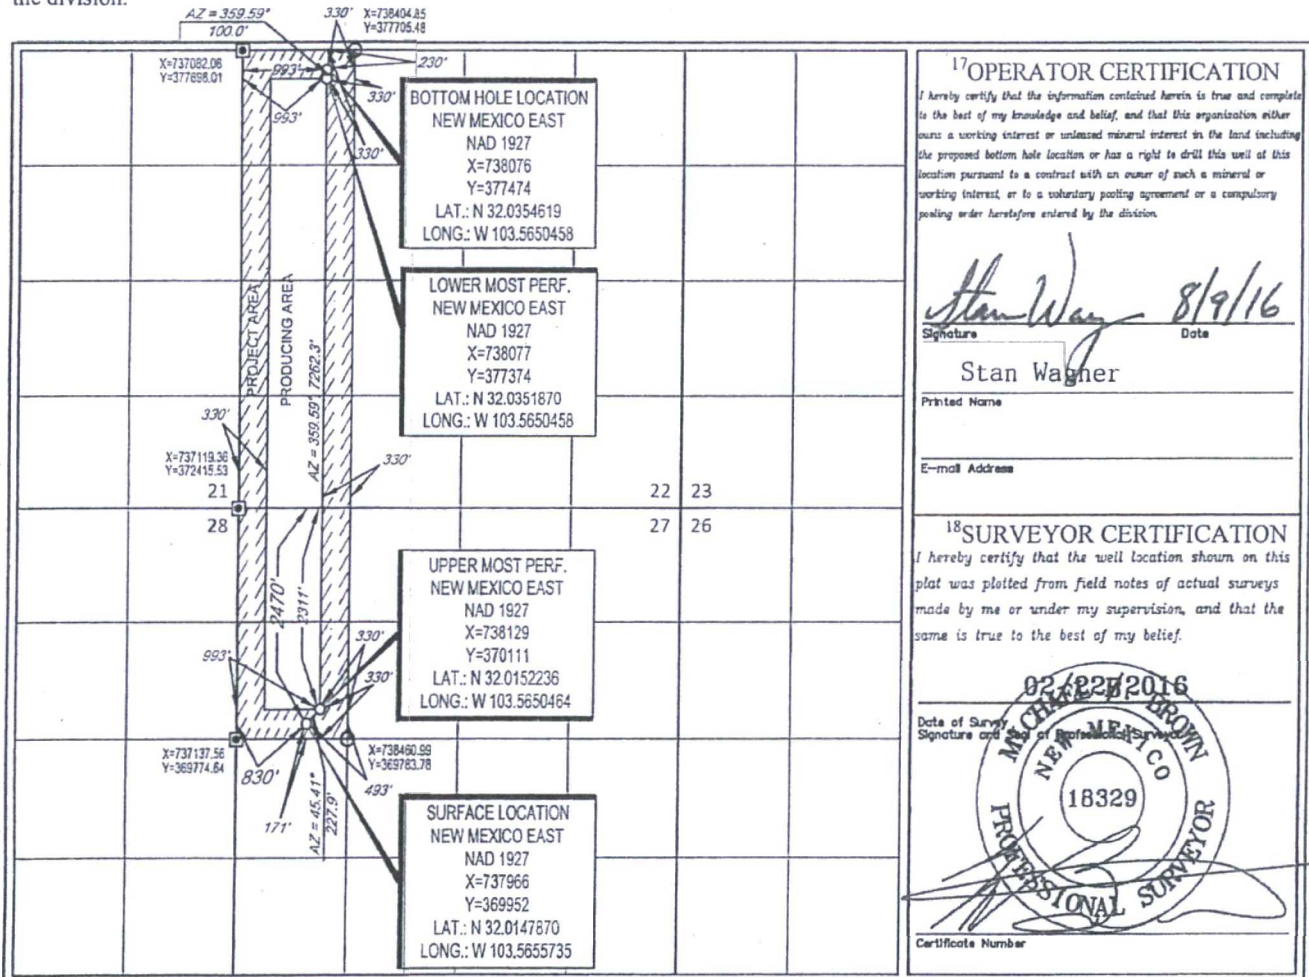 the division.
AZ = 359.59°
100.0'
330'
X=738404.85
Y=377705.48
X=737082.06
Y=377698.01
993'
230'
330'
993'
330'
BOTTOM HOLE LOCATION
NEW MEXICO EAST
NAD 1927
X=738076
Y=377474
LAT.: N 32.0354619
LONG.: W 103.5650458
LOWER MOST PERF.
NEW MEXICO EAST
NAD 1927
X=738077
Y=377374
LAT.: N 32.0351870
LONG.: W 103.5650458
PROJECT AREA
PRODUCING AREA
AZ = 359.59° 7262.3'
330'
X=737119.36
Y=372415.53
330'
21
22
23
28
27
26
2470'
2311'
UPPER MOST PERF.
NEW MEXICO EAST
NAD 1927
X=738129
Y=370111
LAT.: N 32.0152236
LONG.: W 103.5650464
330'
993'
330'
X=737137.56
Y=369774.64
X=738460.99
Y=369783.78
830'
493'
171'
AZ = 45.41°
227.9'
SURFACE LOCATION
NEW MEXICO EAST
NAD 1927
X=737966
Y=369952
LAT.: N 32.0147870
LONG.: W 103.5655735
17 OPERATOR CERTIFICATION
I hereby certify that the information contained herein is true and complete
to the best of my knowledge and belief, and that this organization either
owns a working interest or unleased mineral interest in the land including
the proposed bottom hole location or has a right to drill this well at this
location pursuant to a contract with an owner of such a mineral or
working interest, or to a voluntary pooling agreement or a compulsory
pooling order heretofore entered by the division.
Stan Wag 8/9/16
Signature Date
Stan Wagner
Printed Name
E-mail Address
18 SURVEYOR CERTIFICATION
I hereby certify that the well location shown on this
plat was plotted from field notes of actual surveys
made by me or under my supervision, and that the
same is true to the best of my belief.
02/22/2016
Date of Survey
Signature and Seal of Professional Surveyor:
MICHAEL B. BROWN
NEW MEXICO
18329
PROFESSIONAL SURVEYOR
Certificate Number